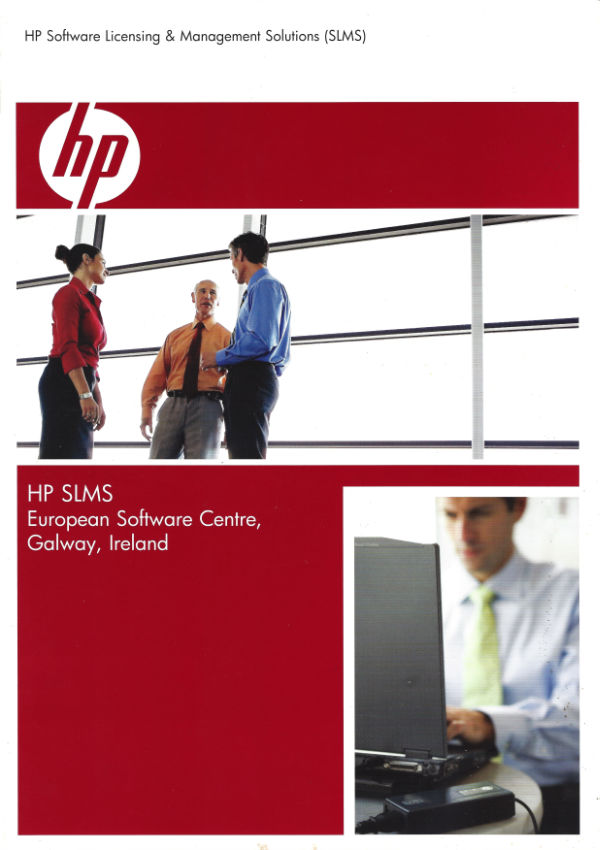 HP Software Licensing & Management Solutions (SLMS)
hp
HP SLMS
European Software Centre,
Galway, Ireland